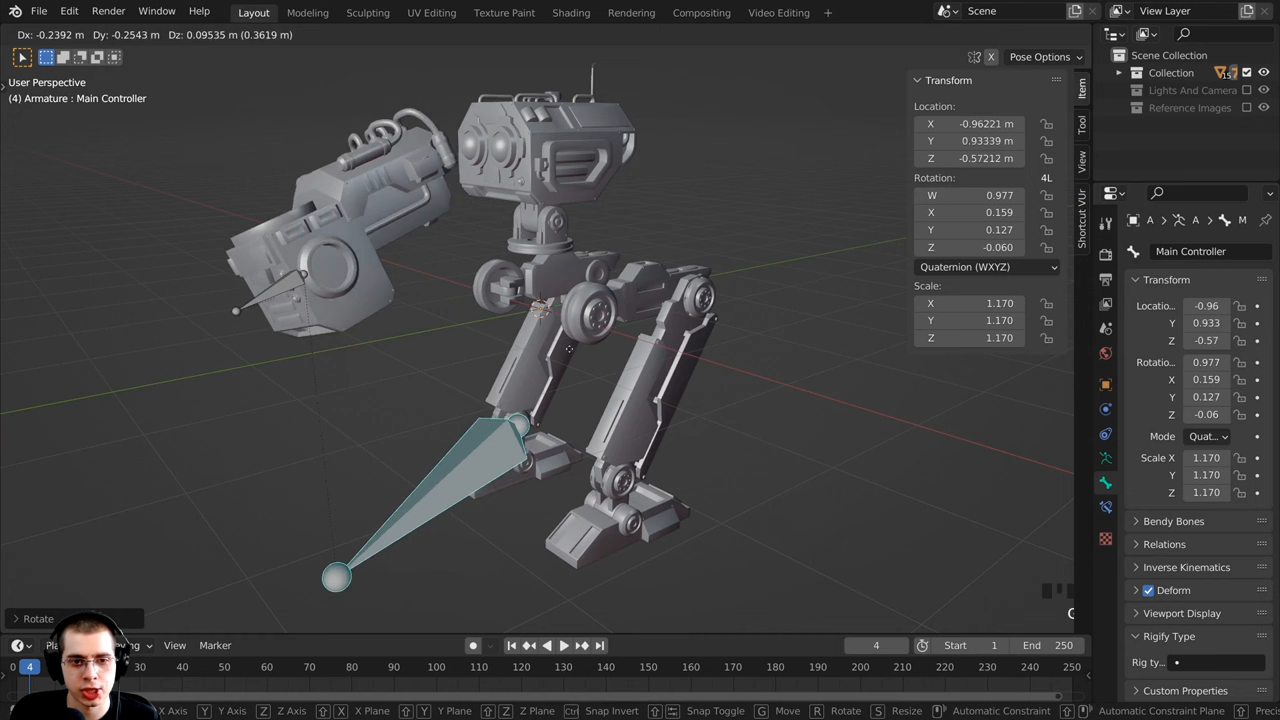 File Edit Render Window Help Layout Modeling Sculpting UV Editing Texture Paint Shading Rendering Compositing Video Editing + Scene View Layer
Dx: -0.2392 m Dy: -0.2543 m Dz: 0.09535 m (0.3619 m)
X Pose Options
User Perspective
(4) Armature : Main Controller
Transform
Location:
X -0.96221 m
Y 0.93339 m
Z -0.57212 m
Rotation: 4L
W 0.977
X 0.159
Y 0.127
Z -0.060
Quaternion (WXYZ)
Scale:
X 1.170
Y 1.170
Z 1.170
Item
Tool
View
Shortcut VUr
Scene Collection
Collection 15 7
Lights And Camera
Reference Images
A A M
Main Controller
Transform
Locatio... -0.96
Y 0.933
Z -0.57
Rotatio... 0.977
X 0.159
Y 0.127
Z -0.06
Mode Quat...
Scale X 1.170
Y 1.170
Z 1.170
Bendy Bones
Relations
Inverse Kinematics
Deform
Viewport Display
Rigify Type
Rig ty...
Custom Properties
G
Rotate
View Marker 4 Start 1 End 250
0 4 30 40 50 60 70 80 90 100 110 120 130 140 150 160 170 180 190 200 210 220 230 240 250
X Axis Y Y Axis Z Z Axis X X Plane Y Y Plane Z Z Plane Ctrl Snap Invert Snap Toggle G Move R Rotate S Resize Automatic Constraint Automatic Constraint Plane